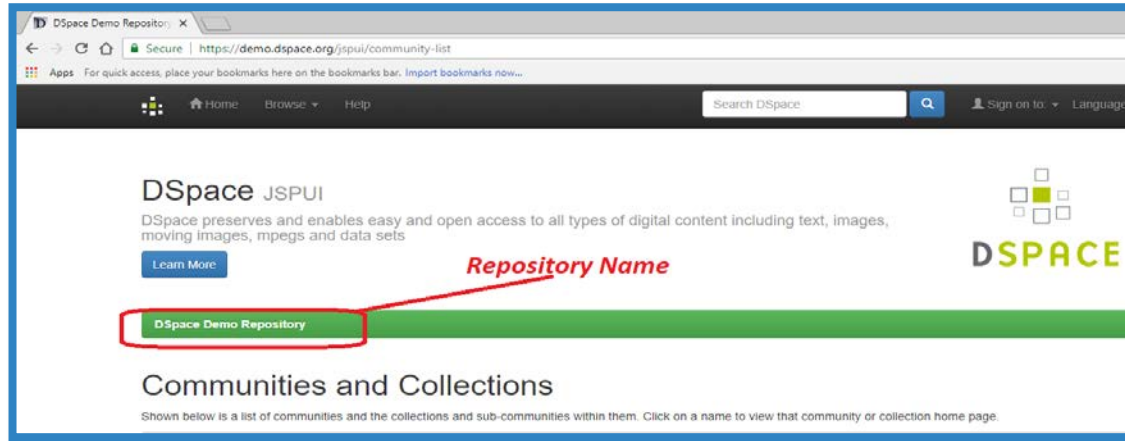 DSpace Demo Repository
Secure | https://demo.dspace.org/jspui/community-list
Apps For quick access, place your bookmarks here on the bookmarks bar. Import bookmarks now...
Home Browse Help Search DSpace Sign on to: Language
DSpace JSPUI
DSpace preserves and enables easy and open access to all types of digital content including text, images,
moving images, mpegs and data sets
Learn More
DSPACE
Repository Name
DSpace Demo Repository
Communities and Collections
Shown below is a list of communities and the collections and sub-communities within them. Click on a name to view that community or collection home page.